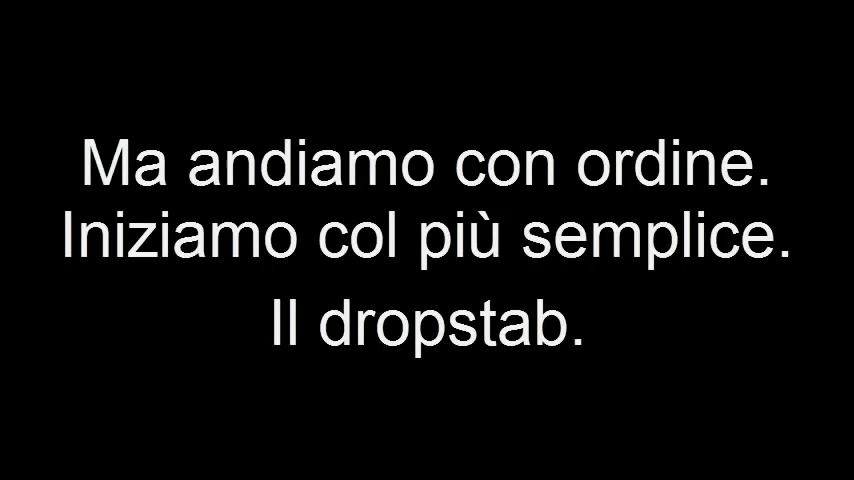 Ma andiamo con ordine.
Iniziamo col più semplice.
Il dropstab.